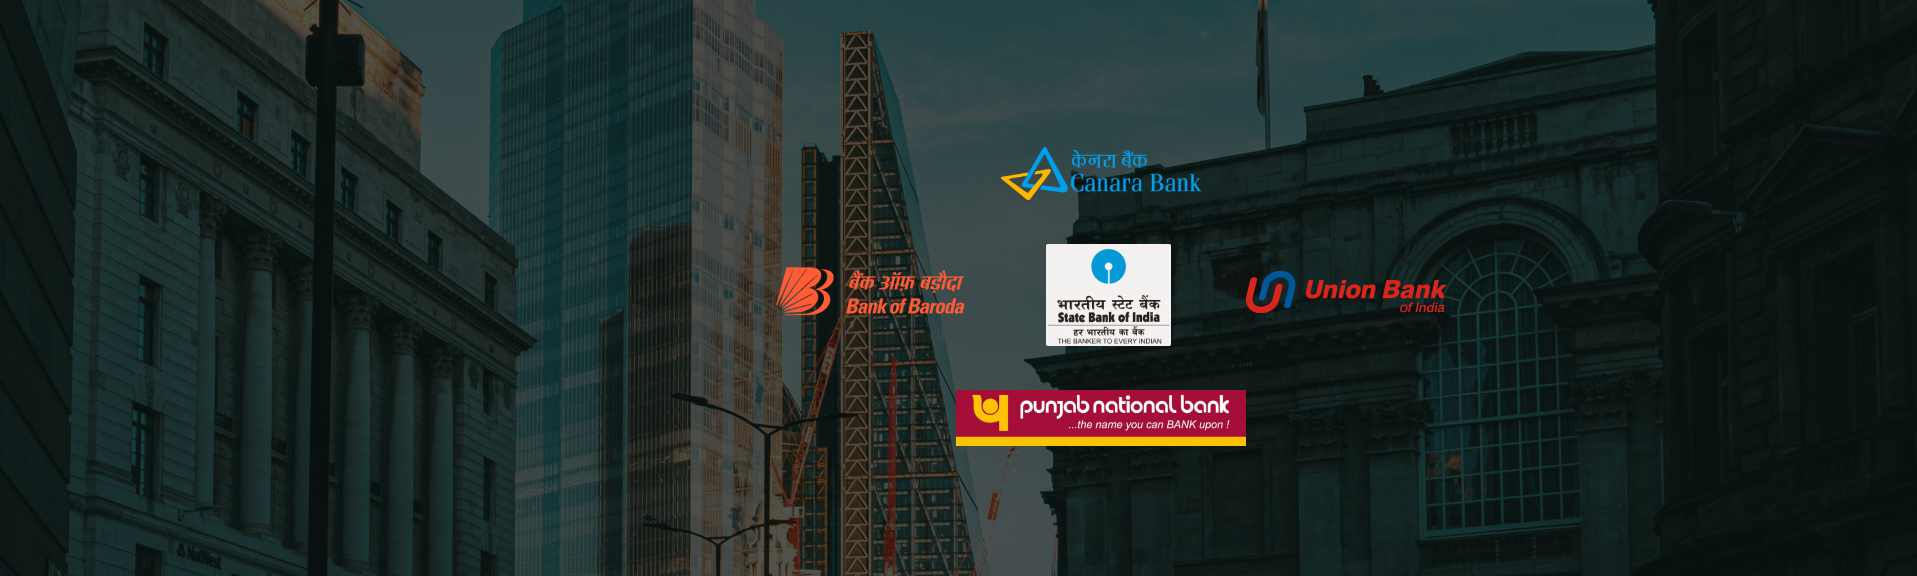 केनरा बैंक
Canara Bank
बैंक ऑफ़ बड़ौदा
Bank of Baroda
भारतीय स्टेट बैंक
State Bank of India
हर भारतीय का बैंक
THE BANKER TO EVERY INDIAN
Union Bank
of India
punjab national bank
...the name you can BANK upon !
NatWest